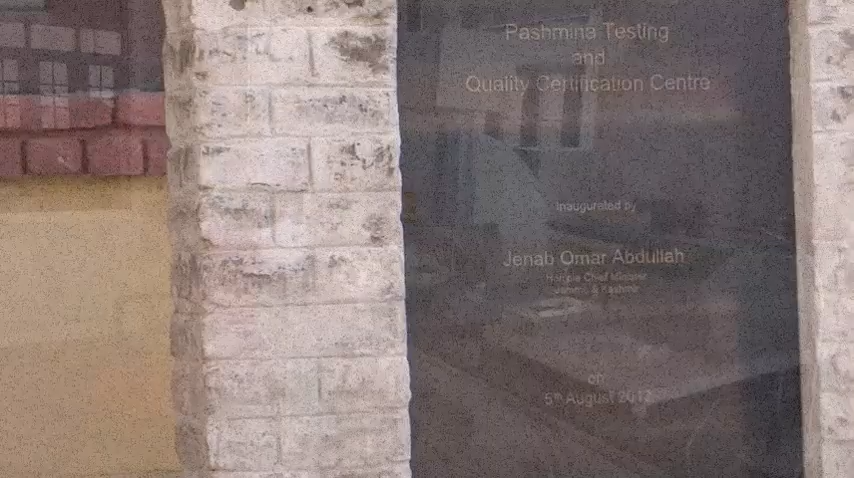 Pashmina Testing
and
Quality Certification Centre
Inaugurated by
Jenab Omar Abdullah
Hon'ble Chief Minister
Jammu & Kashmir
on
5th August 2012